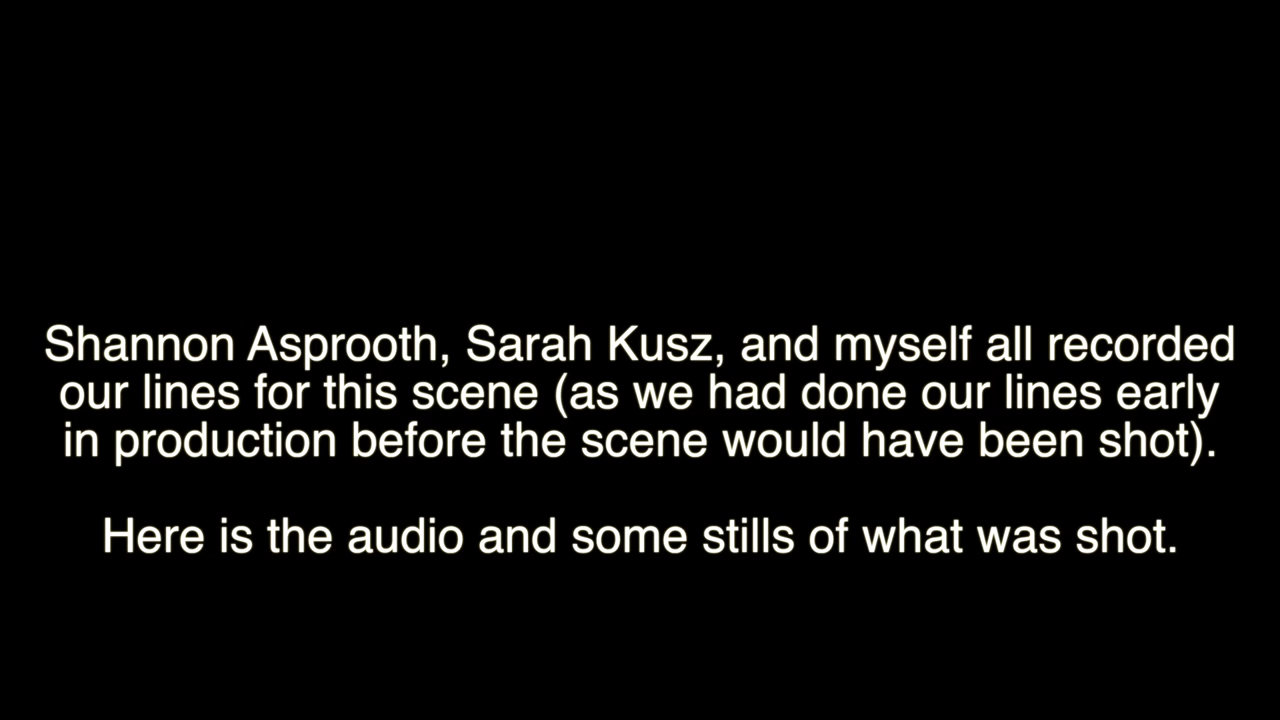 Shannon Asprooth, Sarah Kusz, and myself all recorded
our lines for this scene (as we had done our lines early
in production before the scene would have been shot).
Here is the audio and some stills of what was shot.